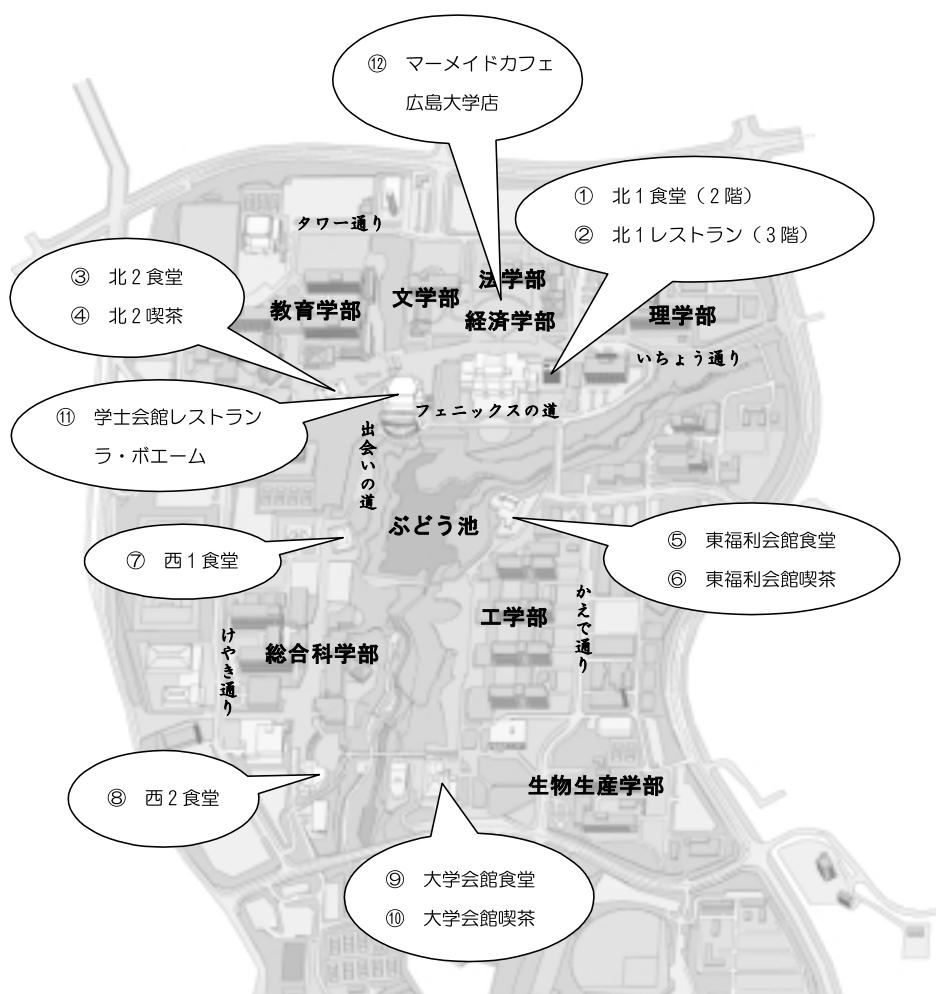 ⑫ マーメイドカフェ
広島大学店
① 北1食堂(2階)
② 北1レストラン(3階)
タワー通り
③ 北2食堂
④ 北2喫茶
教育学部
文学部
法学部
経済学部
理学部
いちょう通り
⑪ 学士会館レストラン
ラ・ボエーム
フェニックスの道
出会いの道
ぶどう池
⑦ 西1食堂
⑤ 東福利会館食堂
⑥ 東福利会館喫茶
工学部
かえで通り
けやき通り
総合科学部
⑧ 西2食堂
生物生産学部
⑨ 大学会館食堂
⑩ 大学会館喫茶